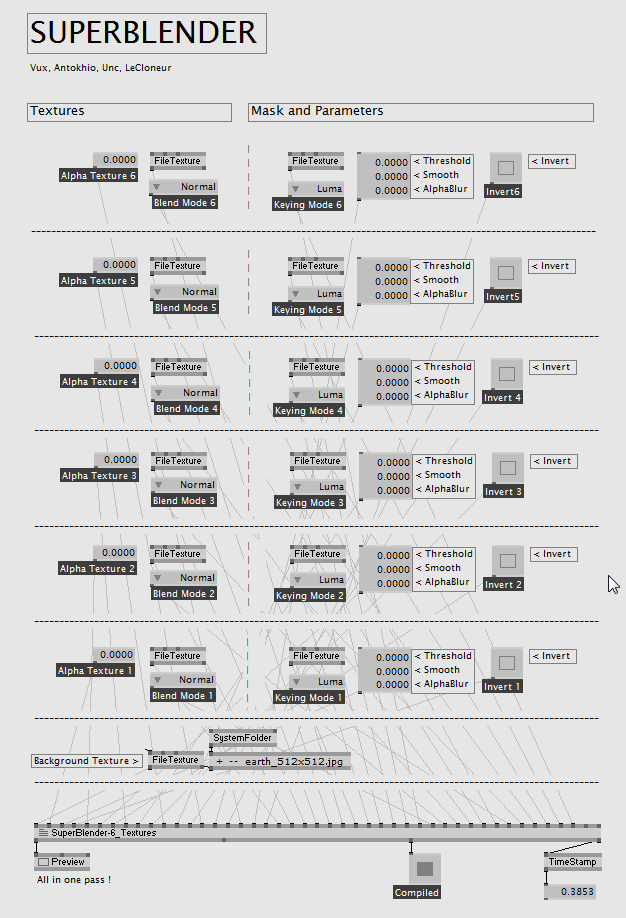 SUPERBLENDER
Vux, Antokhio, Unc, LeCloneur
Textures
Mask and Parameters
0.0000 FileTexture FileTexture 0.0000 < Threshold < Invert
Alpha Texture 6 Normal Luma 0.0000 < Smooth
Blend Mode 6 Keying Mode 6 0.0000 < AlphaBlur Invert6
0.0000 FileTexture FileTexture 0.0000 < Threshold < Invert
Alpha Texture 5 Normal Luma 0.0000 < Smooth
Blend Mode 5 Keying Mode 5 0.0000 < AlphaBlur Invert5
0.0000 FileTexture FileTexture 0.0000 < Threshold < Invert
Alpha Texture 4 Normal Luma 0.0000 < Smooth
Blend Mode 4 Keying Mode 4 0.0000 < AlphaBlur Invert 4
0.0000 FileTexture FileTexture 0.0000 < Threshold < Invert
Alpha Texture 3 Normal Luma 0.0000 < Smooth
Blend Mode 3 Keying Mode 3 0.0000 < AlphaBlur Invert 3
0.0000 FileTexture FileTexture 0.0000 < Threshold < Invert
Alpha Texture 2 Normal Luma 0.0000 < Smooth
Blend Mode 2 Keying Mode 2 0.0000 < AlphaBlur Invert 2
0.0000 FileTexture FileTexture 0.0000 < Threshold < Invert
Alpha Texture 1 Normal Luma 0.0000 < Smooth
Blend Mode 1 Keying Mode 1 0.0000 < AlphaBlur Invert 1
SystemFolder
Background Texture > FileTexture + -- earth_512x512.jpg
SuperBlender-6_Textures
Preview TimeStamp
All in one pass !
Compiled 0.3853